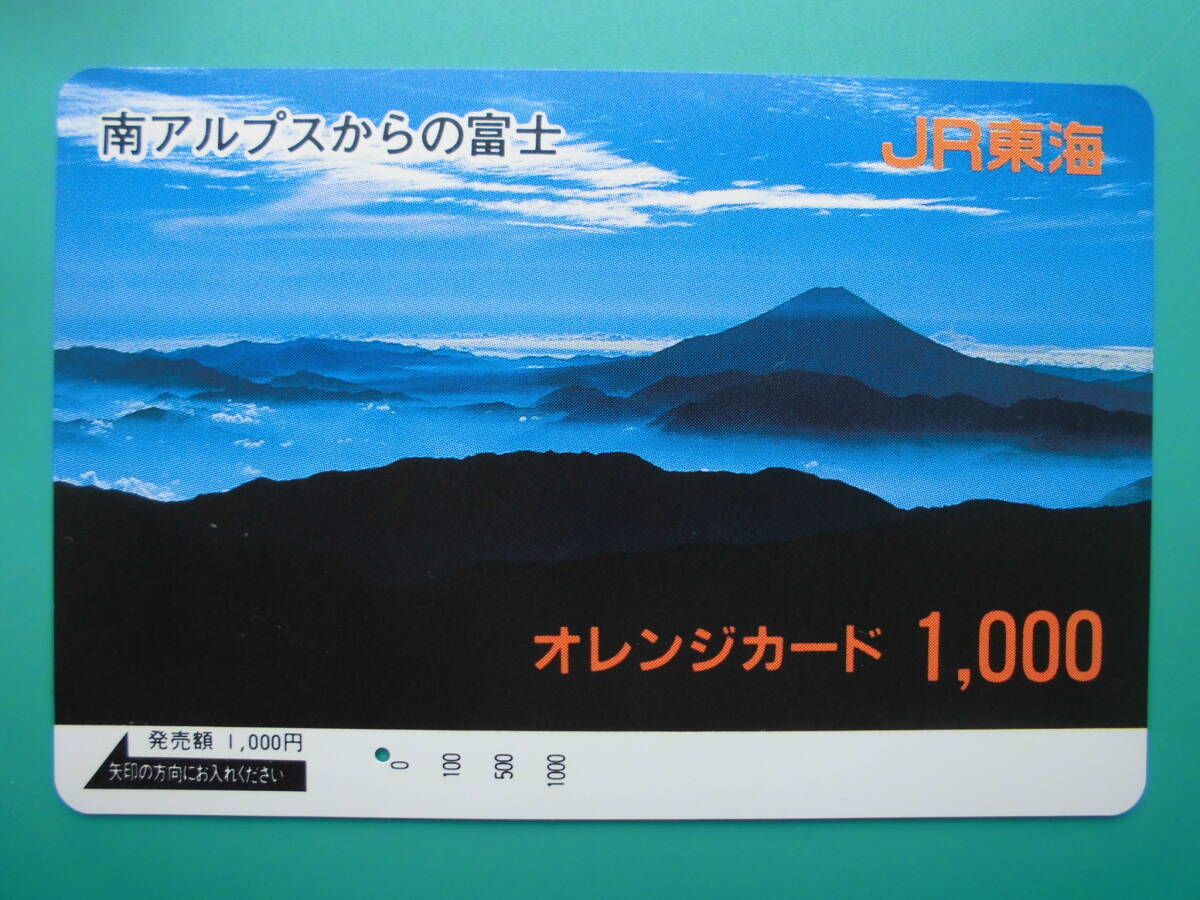 南アルプスからの富士
JR東海
オレンジカード 1,000
発売額 1,000円
矢印の方向にお入れください
0 100 500 1000